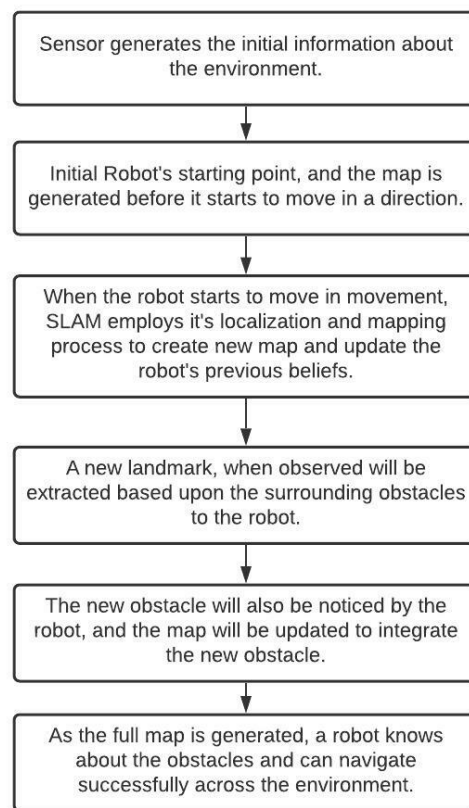 Sensor generates the initial information about
the environment.
Initial Robot's starting point, and the map is
generated before it starts to move in a direction.
When the robot starts to move in movement,
SLAM employs it's localization and mapping
process to create new map and update the
robot's previous beliefs.
A new landmark, when observed will be
extracted based upon the surrounding obstacles
to the robot.
The new obstacle will also be noticed by the
robot, and the map will be updated to integrate
the new obstacle.
As the full map is generated, a robot knows
about the obstacles and can navigate
successfully across the environment.